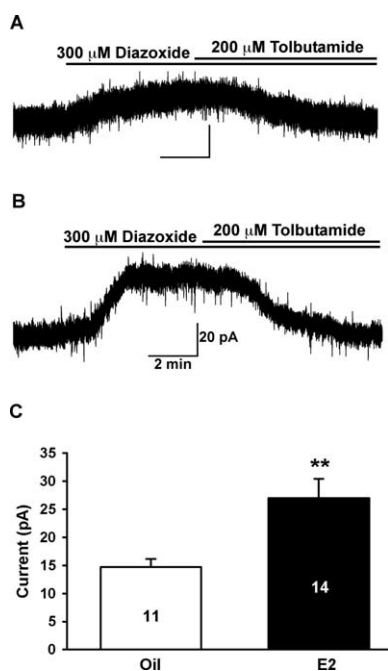 A
300 μM Diazoxide 200 μM Tolbutamide
B
300 μM Diazoxide 200 μM Tolbutamide
20 pA
2 min
C
Current (pA)
35
30
25
20
15
10
5
0
**
11
14
Oil E2